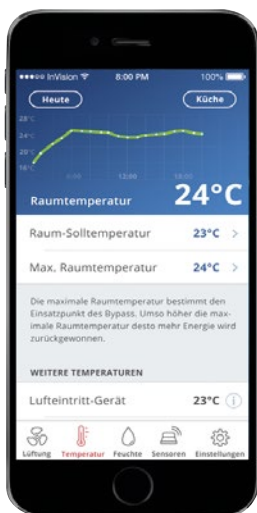 InVision 8:00 PM 100%
Heute Küche
28°C
24°C
20°C
16°C
6:00 12:00 18:00
Raumtemperatur 24°C
Raum-Solltemperatur 23°C >
Max. Raumtemperatur 24°C >
Die maximale Raumtemperatur bestimmt den
Einsatzpunkt des Bypass. Umso höher die max-
imale Raumtemperatur desto mehr Energie wird
zurückgewonnen.
WEITERE TEMPERATUREN
Lufteintritt-Gerät 23°C i
Lüftung Temperatur Feuchte Sensoren Einstellungen